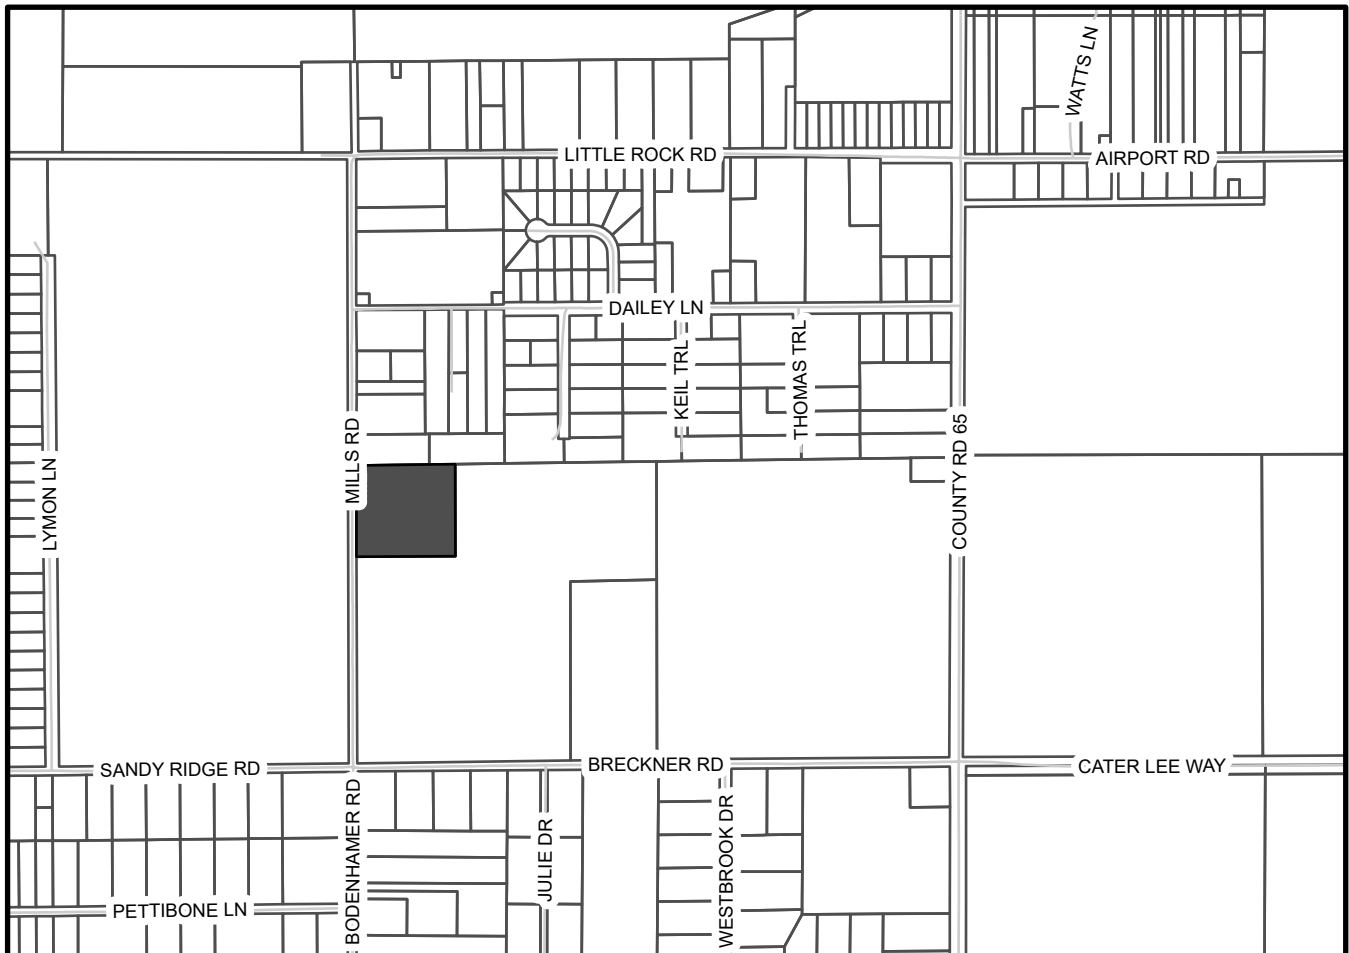 WATTS LN
LITTLE ROCK RD
AIRPORT RD
DAILEY LN
KEIL TRL
THOMAS TRL
MILLS RD
COUNTY RD 65
LYMON LN
SANDY RIDGE RD
BRECKNER RD
CATER LEE WAY
BODENHAMER RD
JULIE DR
WESTBROOK DR
PETTIBONE LN